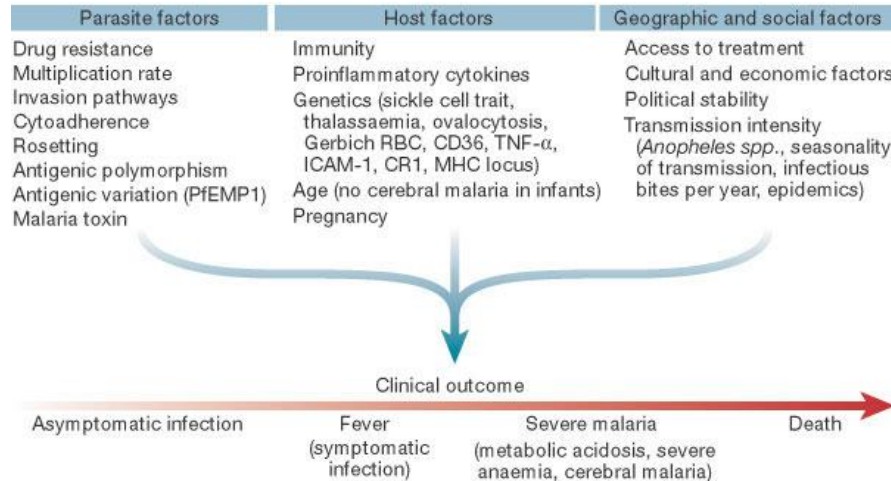 Parasite factors
Drug resistance
Multiplication rate
Invasion pathways
Cytoadherence
Rosetting
Antigenic polymorphism
Antigenic variation (PfEMP1)
Malaria toxin
Host factors
Immunity
Proinflammatory cytokines
Genetics (sickle cell trait,
thalassaemia, ovalocytosis,
Gerbich RBC, CD36, TNF-α,
ICAM-1, CR1, MHC locus)
Age (no cerebral malaria in infants)
Pregnancy
Geographic and social factors
Access to treatment
Cultural and economic factors
Political stability
Transmission intensity
(Anopheles spp., seasonality
of transmission, infectious
bites per year, epidemics)
Clinical outcome
Asymptomatic infection
Fever
(symptomatic
infection)
Severe malaria
(metabolic acidosis, severe
anaemia, cerebral malaria)
Death